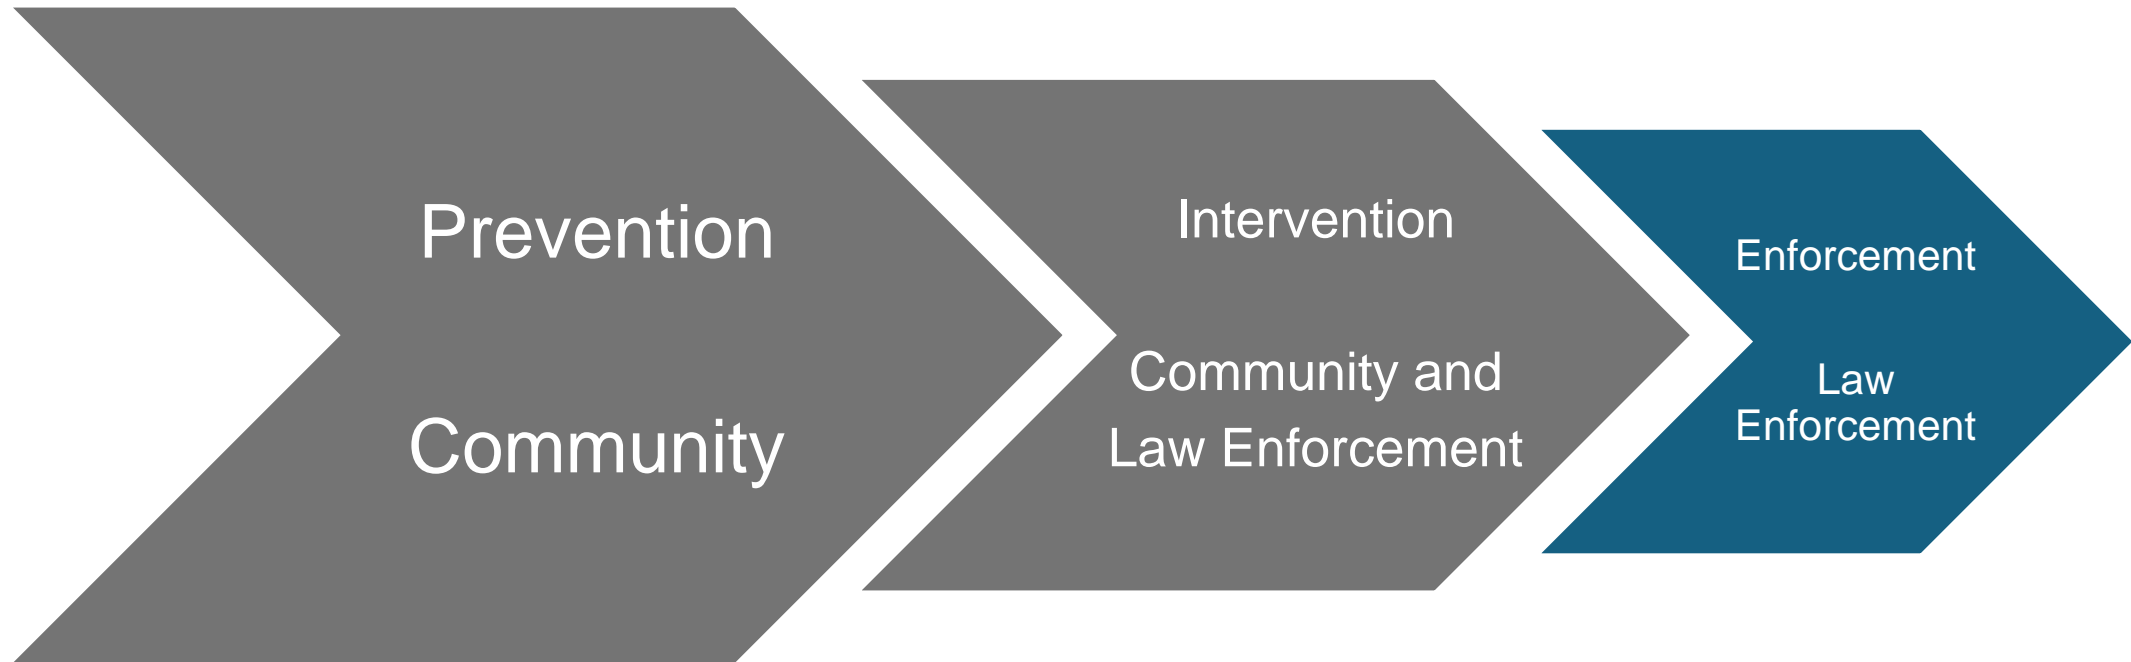 Prevention
Community
Intervention
Community and
Law Enforcement
Enforcement
Law
Enforcement